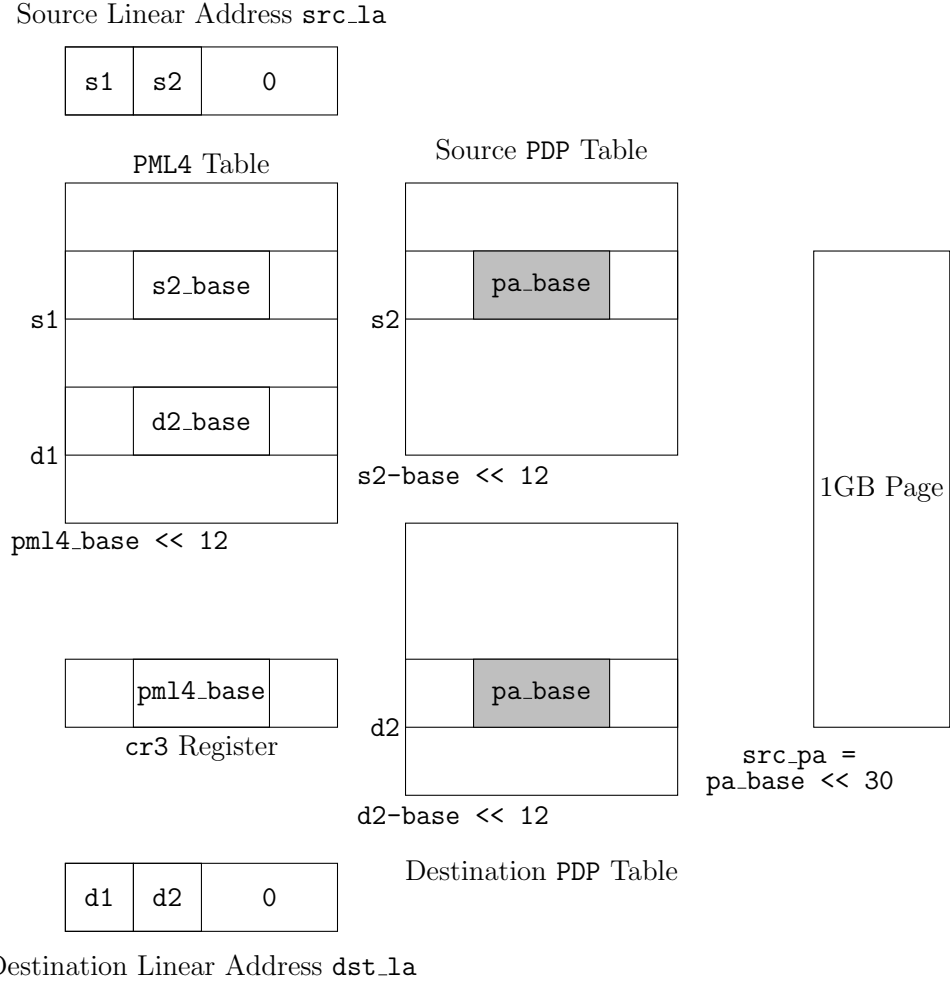 Source Linear Address src_la
s1 s2 0
PML4 Table
Source PDP Table
s2_base
pa_base
s1
s2
d2_base
d1
s2-base << 12
1GB Page
pml4_base << 12
pml4_base
pa_base
d2
cr3 Register
src_pa =
pa_base << 30
d2-base << 12
Destination PDP Table
d1 d2 0
Destination Linear Address dst_la